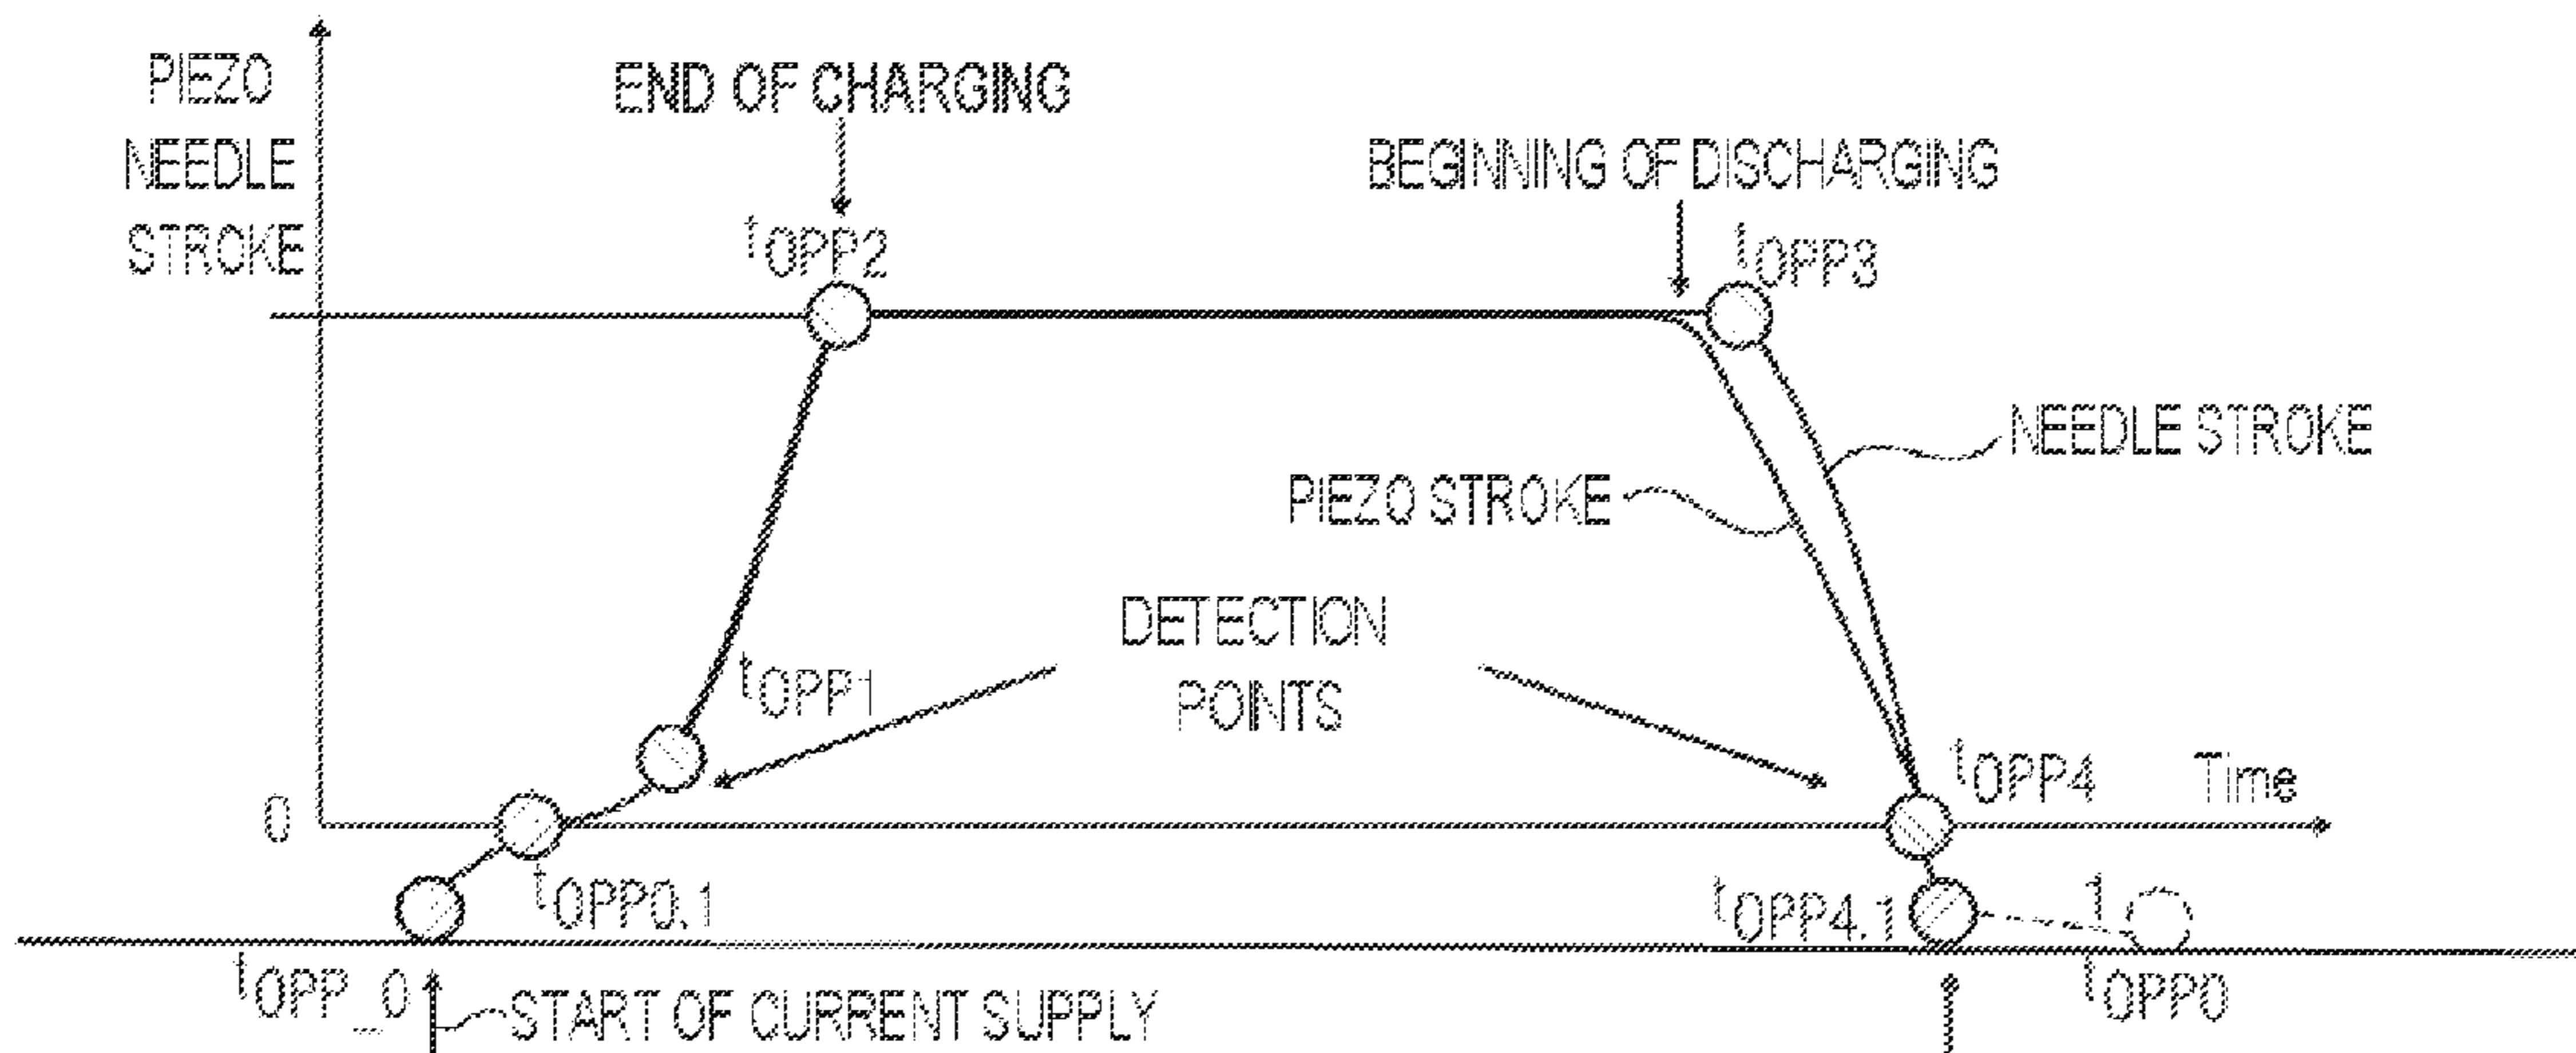 PIEZO
NEEDLE
STROKE
END OF CHARGING
tOPP2
BEGINNING OF DISCHARGING
tOPP3
NEEDLE STROKE
PIEZO STROKE
DETECTION
POINTS
tOPP1
0
tOPP4
Time
tOPP0.1
tOPP4.1
1
tOPP_0
tOPP0
START OF CURRENT SUPPLY